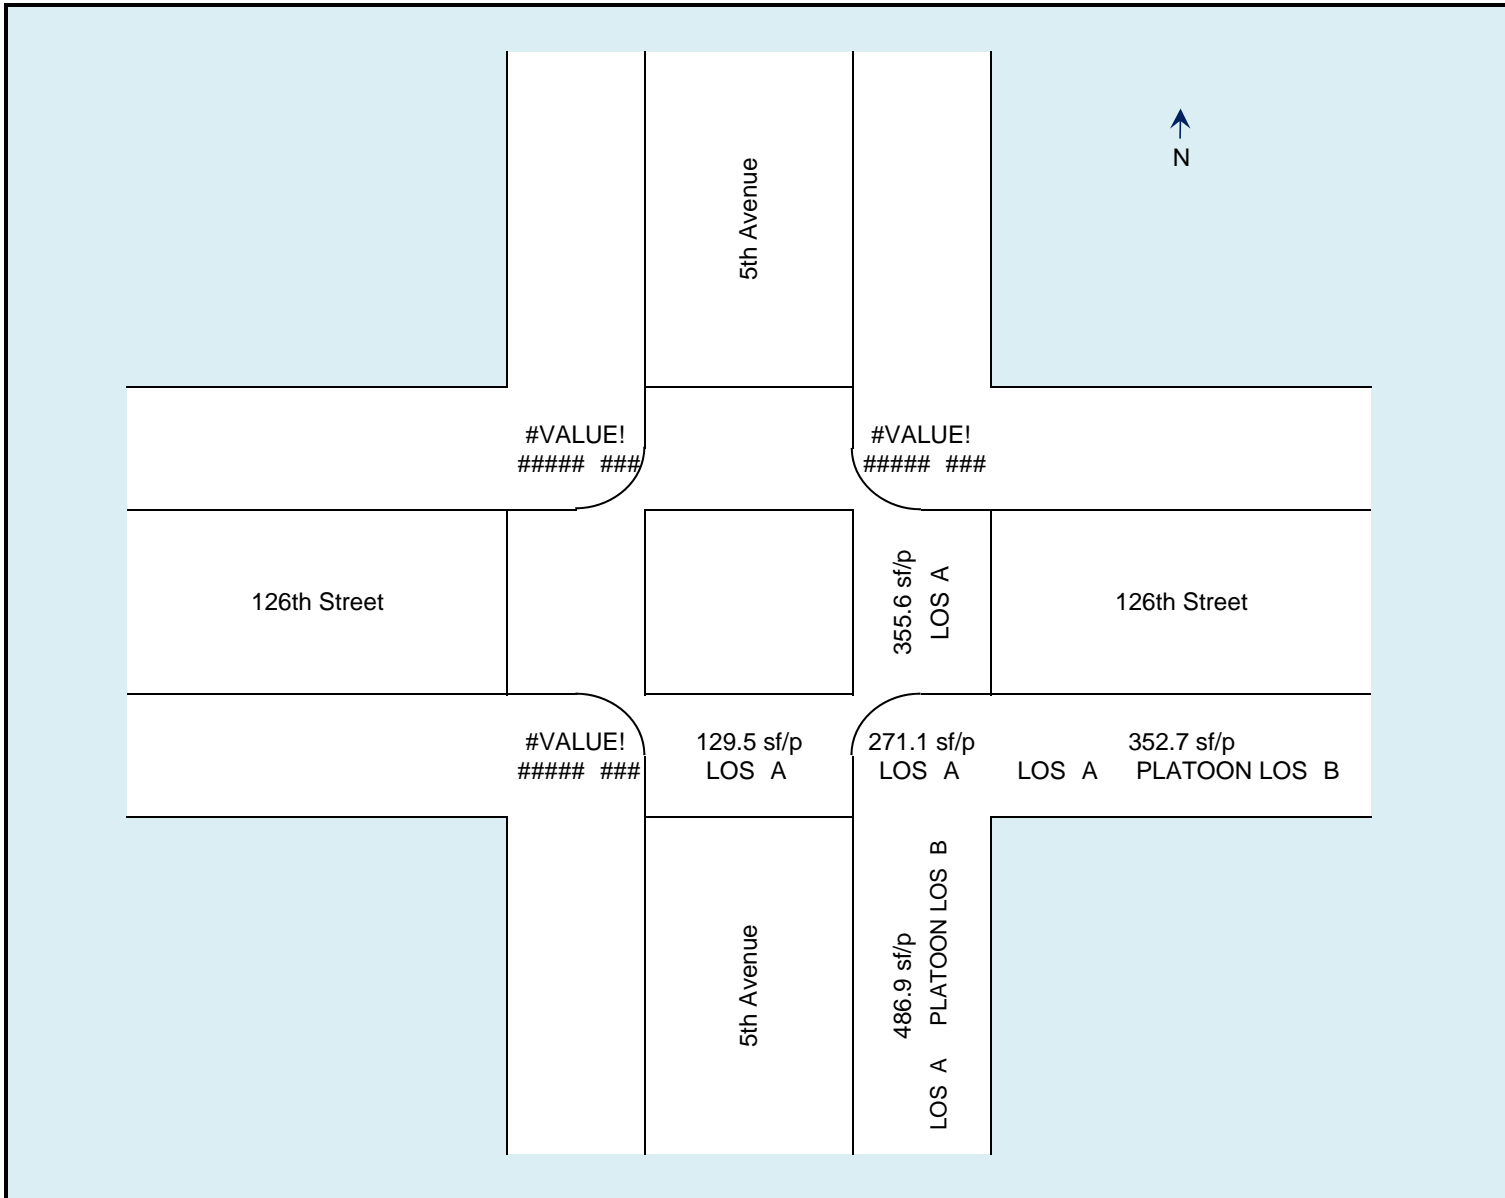 N
5th Avenue
#VALUE!
##### ###
#VALUE!
##### ###
126th Street
355.6 sf/p
LOS A
126th Street
#VALUE!
##### ###
129.5 sf/p
LOS A
271.1 sf/p
LOS A
352.7 sf/p
LOS A PLATOON LOS B
5th Avenue
486.9 sf/p
LOS A PLATOON LOS B